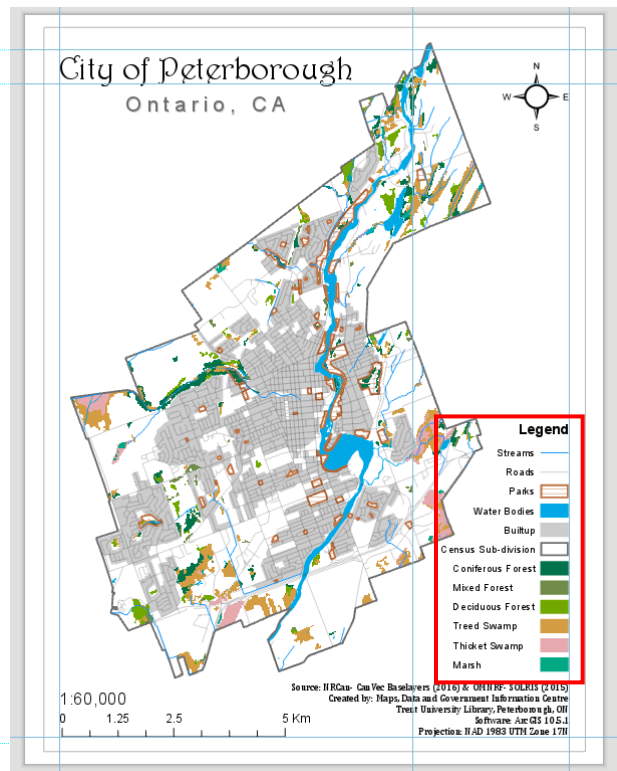 City of Peterborough
Ontario, CA
N
W E
S
Legend
Streams
Roads
Parks
Water Bodies
Builtup
Census Sub-division
Coniferous Forest
Mixed Forest
Deciduous Forest
Treed Swamp
Thicket Swamp
Marsh
Source: NRCan- CanVec Baselayers (2016) & OMNRF- SOLRIS (2015)
Created by: Maps, Data and Government Information Centre
Trent University Library, Peterborough, ON
Software: ArcGIS 10.5.1
Projection: NAD 1983 UTM Zone 17N
1:60,000
0 1.25 2.5 5 Km